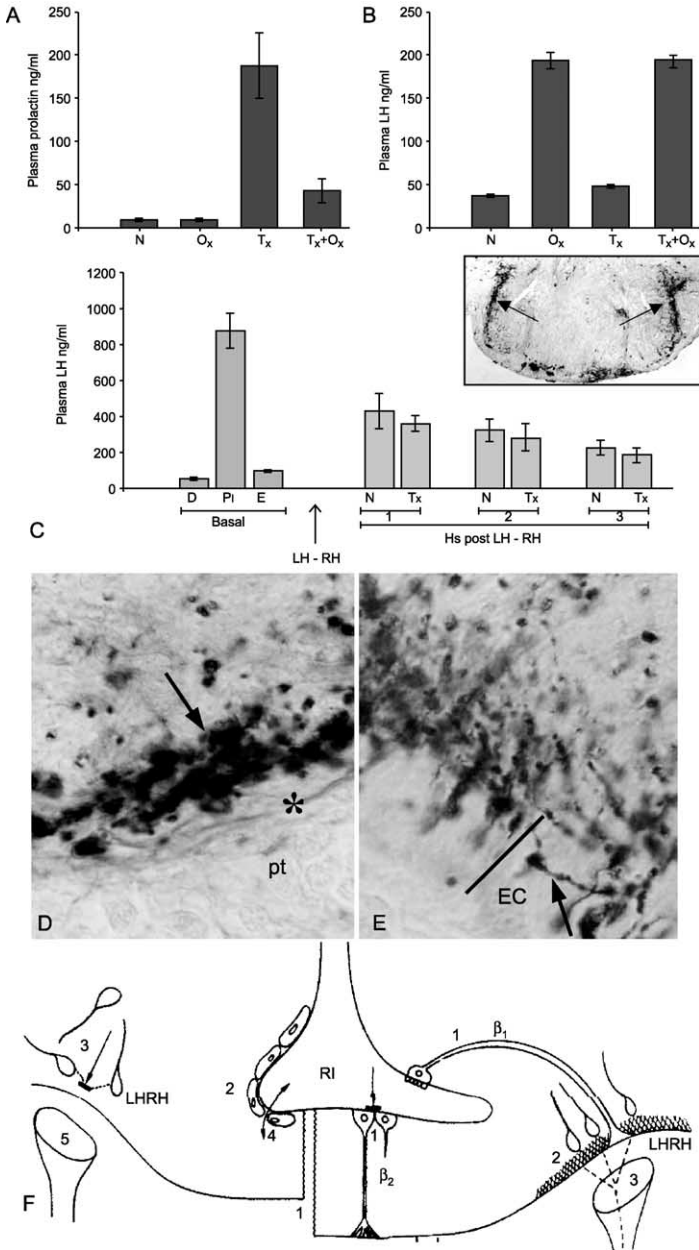 A
Plasma prolactin ng/ml
250
200
150
100
50
0
N
Ox
Tx
Tx+Ox
B
Plasma LH ng/ml
250
200
150
100
50
0
N
Ox
Tx
Tx+Ox
Plasma LH ng/ml
1200
1000
800
600
400
200
0
D PI E
Basal
LH - RH
N Tx N Tx N Tx
1 2 3
Hs post LH - RH
C
*
pt
D
EC
E
3
LHRH
5
2
RI
4
1
1
β2
1
β1
2
LHRH
3
F